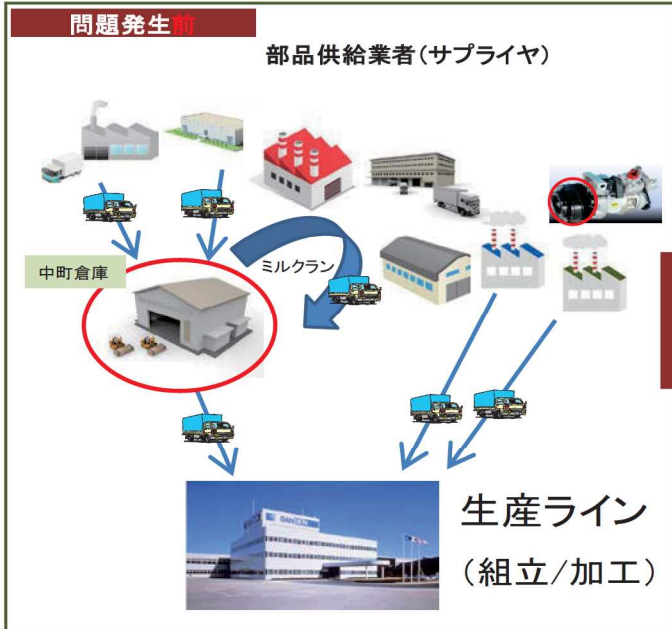 問題発生前
部品供給業者(サプライヤ)
中町倉庫
ミルクラン
SANDEN
生産ライン
(組立/加工)